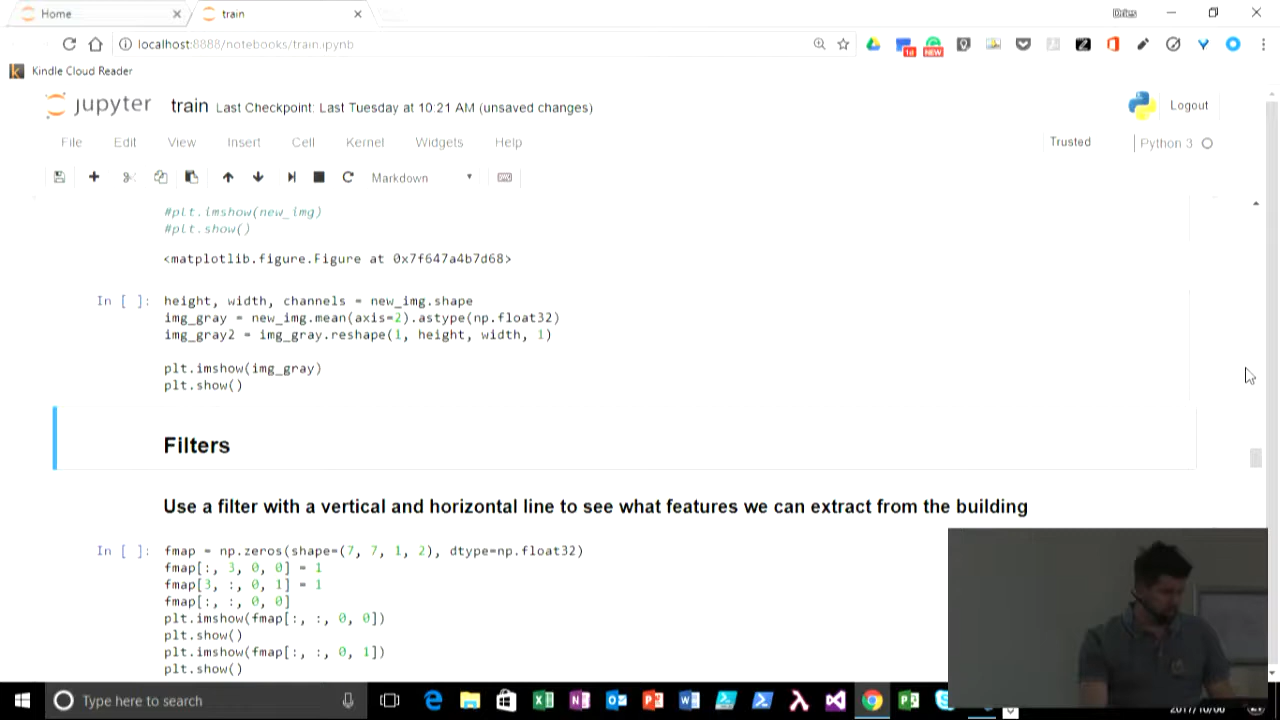 Home
train
localhost:8888/notebooks/train.ipynb
NEW
Kindle Cloud Reader
jupyter train Last Checkpoint: Last Tuesday at 10:21 AM (unsaved changes)
Logout
File Edit View Insert Cell Kernel Widgets Help
Trusted Python 3
Markdown
#plt.imshow(new_img)
#plt.show()
<matplotlib.figure.Figure at 0x7f647a4b7d68>
In [ ]: height, width, channels = new_img.shape
img_gray = new_img.mean(axis=2).astype(np.float32)
img_gray2 = img_gray.reshape(1, height, width, 1)
plt.imshow(img_gray)
plt.show()
Filters
Use a filter with a vertical and horizontal line to see what features we can extract from the building
In [ ]: fmap = np.zeros(shape=(7, 7, 1, 2), dtype=np.float32)
fmap[:, 3, 0, 0] = 1
fmap[3, :, 0, 1] = 1
fmap[:, :, 0, 0]
plt.imshow(fmap[:, :, 0, 0])
plt.show()
plt.imshow(fmap[:, :, 0, 1])
plt.show()
Type here to search